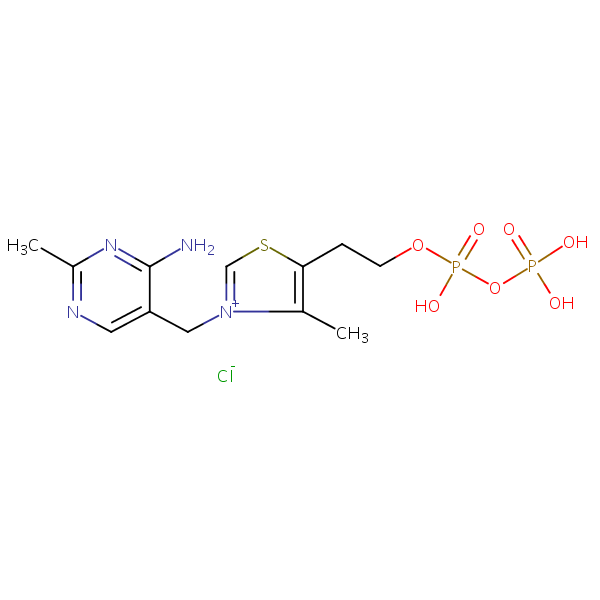 O O OH
H₃C N NH₂ S O P P
N N⁺ HO O OH
CH₃
Cl⁻